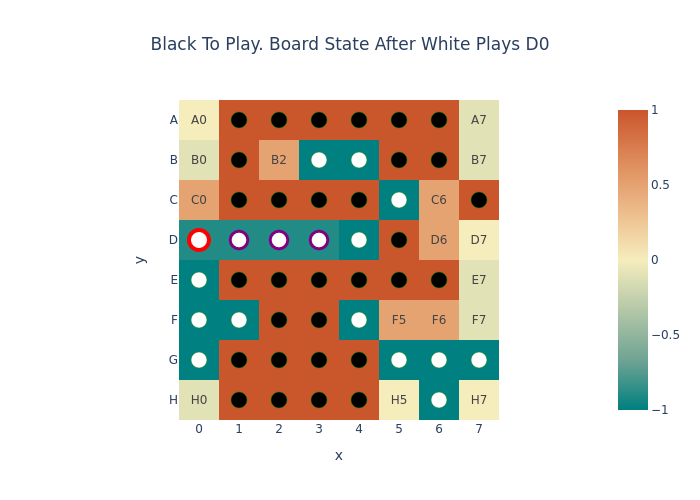 Black To Play. Board State After White Plays D0
A A0 A7
B B0 B2 B7
C C0 C6
D D6 D7
E E7
F F5 F6 F7
G
H H0 H5 H7
0 1 2 3 4 5 6 7
x
y
1
0.5
0
−0.5
−1